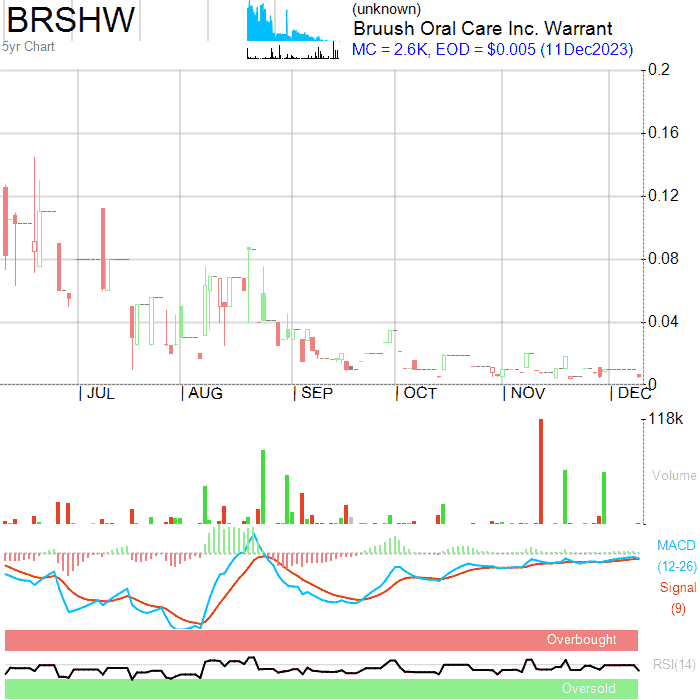 BRSHW
5yr Chart
(unknown)
Bruush Oral Care Inc. Warrant
MC = 2.6K, EOD = $0.005 (11Dec2023)
0.2
0.16
0.12
0.08
0.04
0
JUL AUG SEP OCT NOV DEC
118k
Volume
MACD
(12-26)
Signal
(9)
Overbought
RSI(14)
Oversold